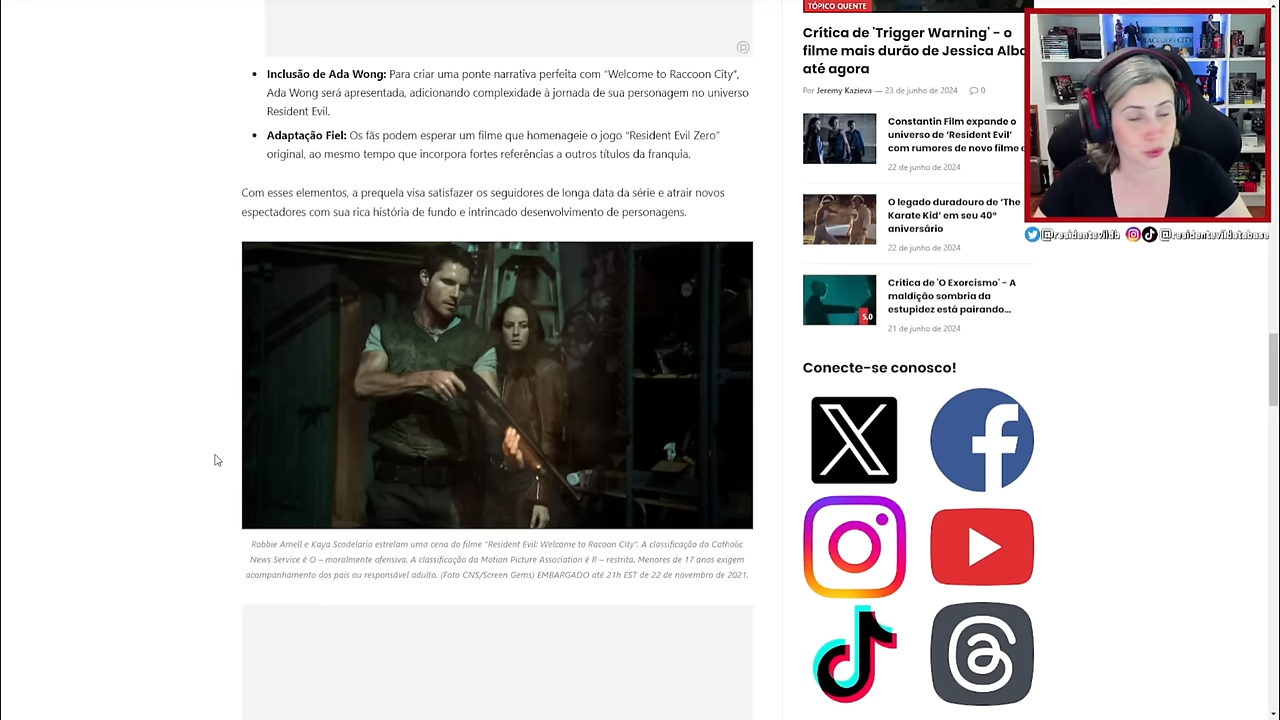 Inclusão de Ada Wong: Para criar uma ponte narrativa perfeita com "Welcome to Raccoon City",
Ada Wong será apresentada, adicionando complexidade à jornada de sua personagem no universo
Resident Evil.
Adaptação Fiel: Os fãs podem esperar um filme que homenageie o jogo "Resident Evil Zero"
original, ao mesmo tempo que incorpora fortes referências a outros títulos da franquia.
Com esses elementos, a prequela visa satisfazer os seguidores de longa data da série e atrair novos
espectadores com sua rica história de fundo e intrincado desenvolvimento de personagens.
Robbie Amell e Kaya Scodelario estrelam uma cena do filme "Resident Evil: Welcome to Racoon City". A classificação do Catholic
News Service é O – moralmente ofensiva. A classificação da Motion Picture Association é R – restrita. Menores de 17 anos exigem
acompanhamento dos pais ou responsável adulto. (Foto CNS/Screen Gems) EMBARGADO até 21h EST de 22 de novembro de 2021.
TÓPICO QUENTE
Crítica de 'Trigger Warning' - o
filme mais durão de Jessica Alba
até agora
Por Jeremy Kazieva — 23 de junho de 2024 0
Constantin Film expande o
universo de 'Resident Evil'
com rumores de novo filme
22 de junho de 2024
O legado duradouro de 'The
Karate Kid' em seu 40º
aniversário
22 de junho de 2024
5,0
Crítica de 'O Exorcismo' - A
maldição sombria da
estupidez está pairando...
21 de junho de 2024
Conecte-se conosco!
RACCOON CITY
@residentevildb @residentevildatabase